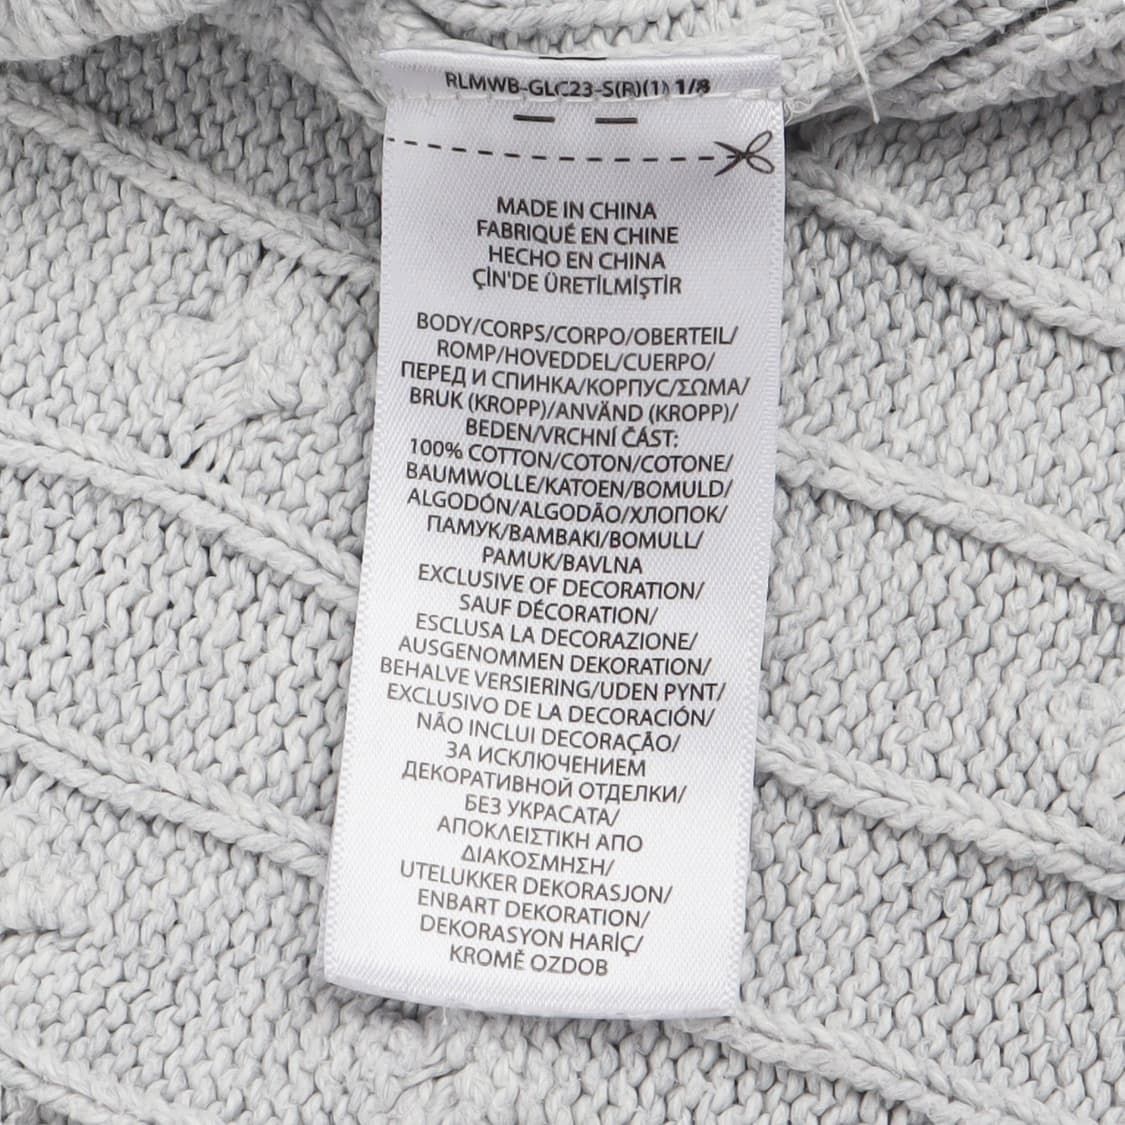 RLMWB-GLC23-S(R)(1) 1/8
MADE IN CHINA
FABRIQUÉ EN CHINE
HECHO EN CHINA
ÇİN'DE ÜRETİLMİŞTİR
BODY/CORPS/CORPO/OBERTEIL/
ROMP/HOVEDDEL/CUERPO/
ПЕРЕД И СПИНКА/КОРПУС/ΣΩΜΑ/
BRUK (KROPP)/ANVÄND (KROPP)/
BEDEN/VRCHNÍ ČÁST:
100% COTTON/COTON/COTONE/
BAUMWOLLE/KATOEN/BOMULD/
ALGODÓN/ALGODÃO/ХЛОПОК/
ПАМУК/BAMBAKI/BOMULL/
PAMUK/BAVLNA
EXCLUSIVE OF DECORATION/
SAUF DÉCORATION/
ESCLUSA LA DECORAZIONE/
AUSGENOMMEN DEKORATION/
BEHALVE VERSIERING/UDEN PYNT/
EXCLUSIVO DE LA DECORACIÓN/
NÃO INCLUI DECORAÇÃO/
ЗА ИСКЛЮЧЕНИЕМ
ДЕКОРАТИВНОЙ ОТДЕЛКИ/
БЕЗ УКРАСАТА/
ΑΠΟΚΛΕΙΣΤΙΚΗ ΑΠΟ
ΔΙΑΚΟΣΜΗΣΗ/
UTELUKKER DEKORASJON/
ENBART DEKORATION/
DEKORASYON HARİÇ/
KROMĚ OZDOB